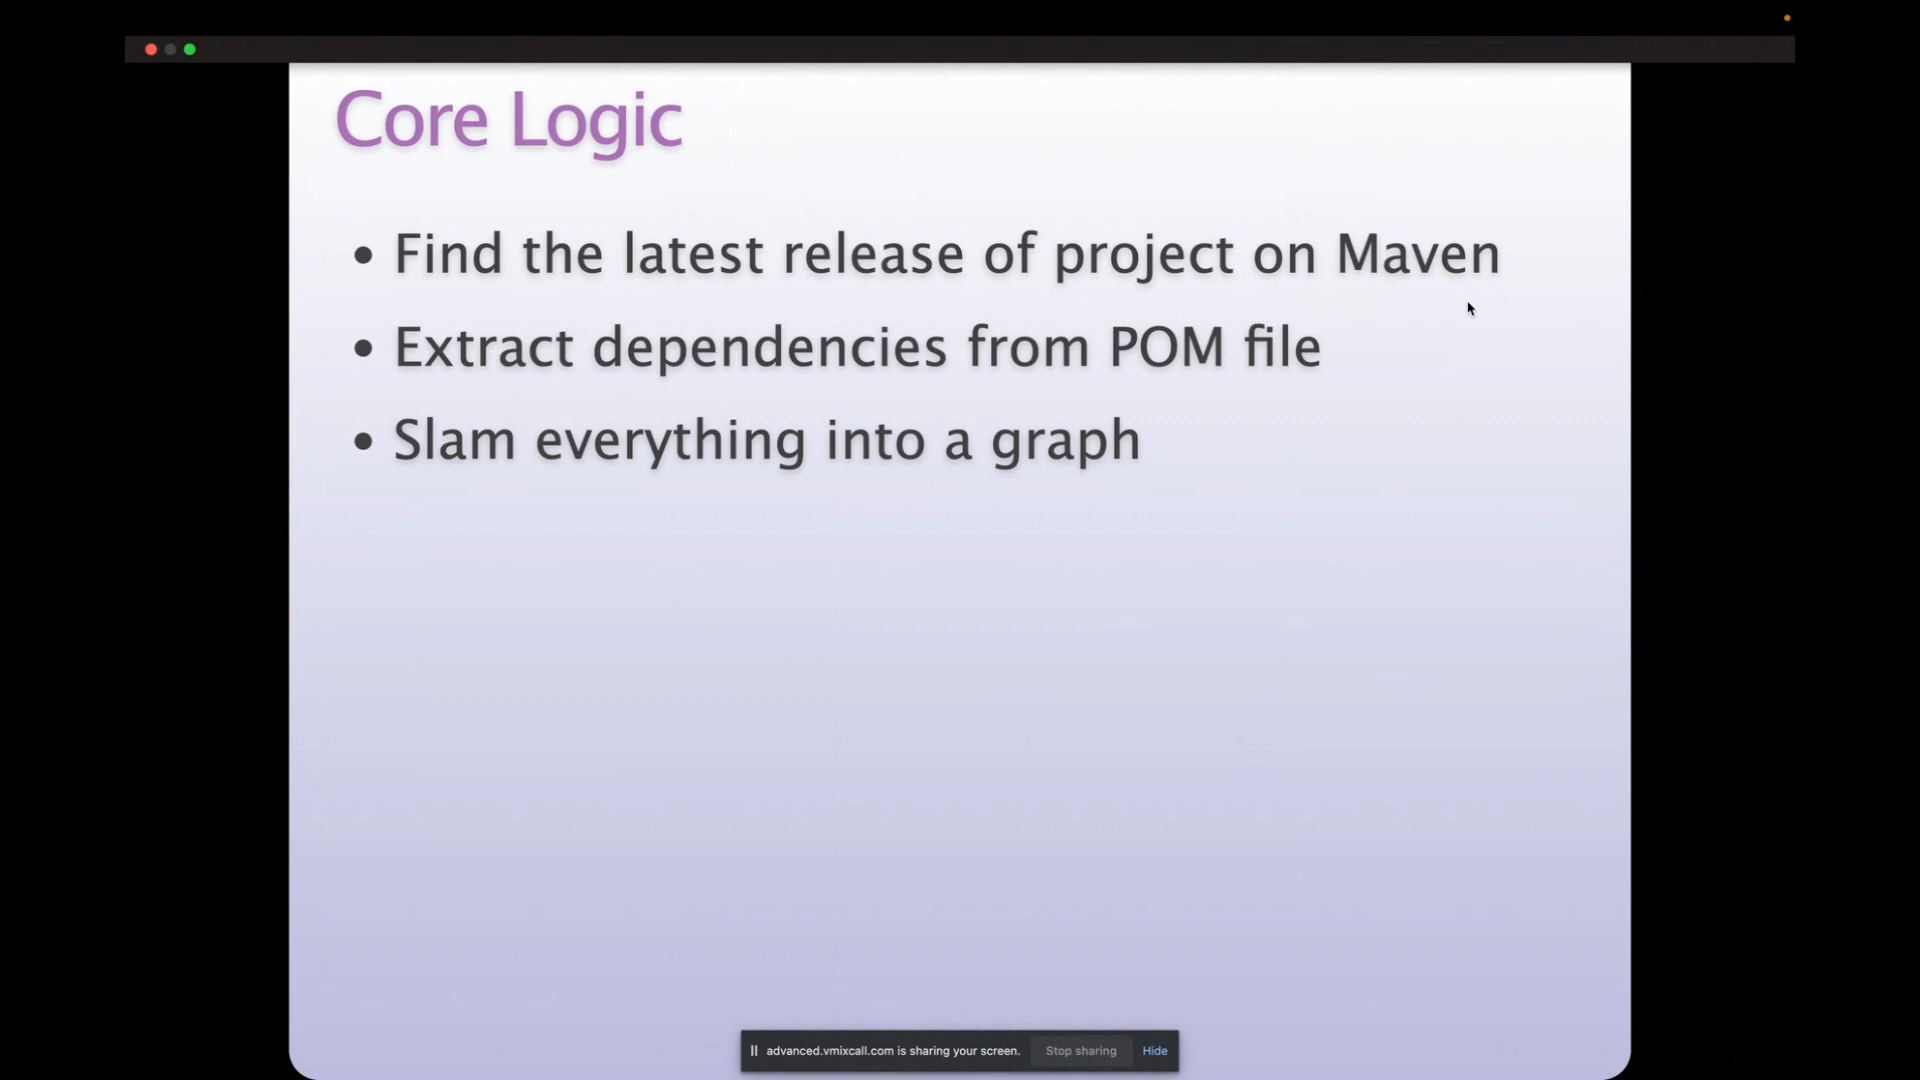 Core Logic
• Find the latest release of project on Maven
• Extract dependencies from POM file
• Slam everything into a graph
advanced.vmixcall.com is sharing your screen. Stop sharing Hide